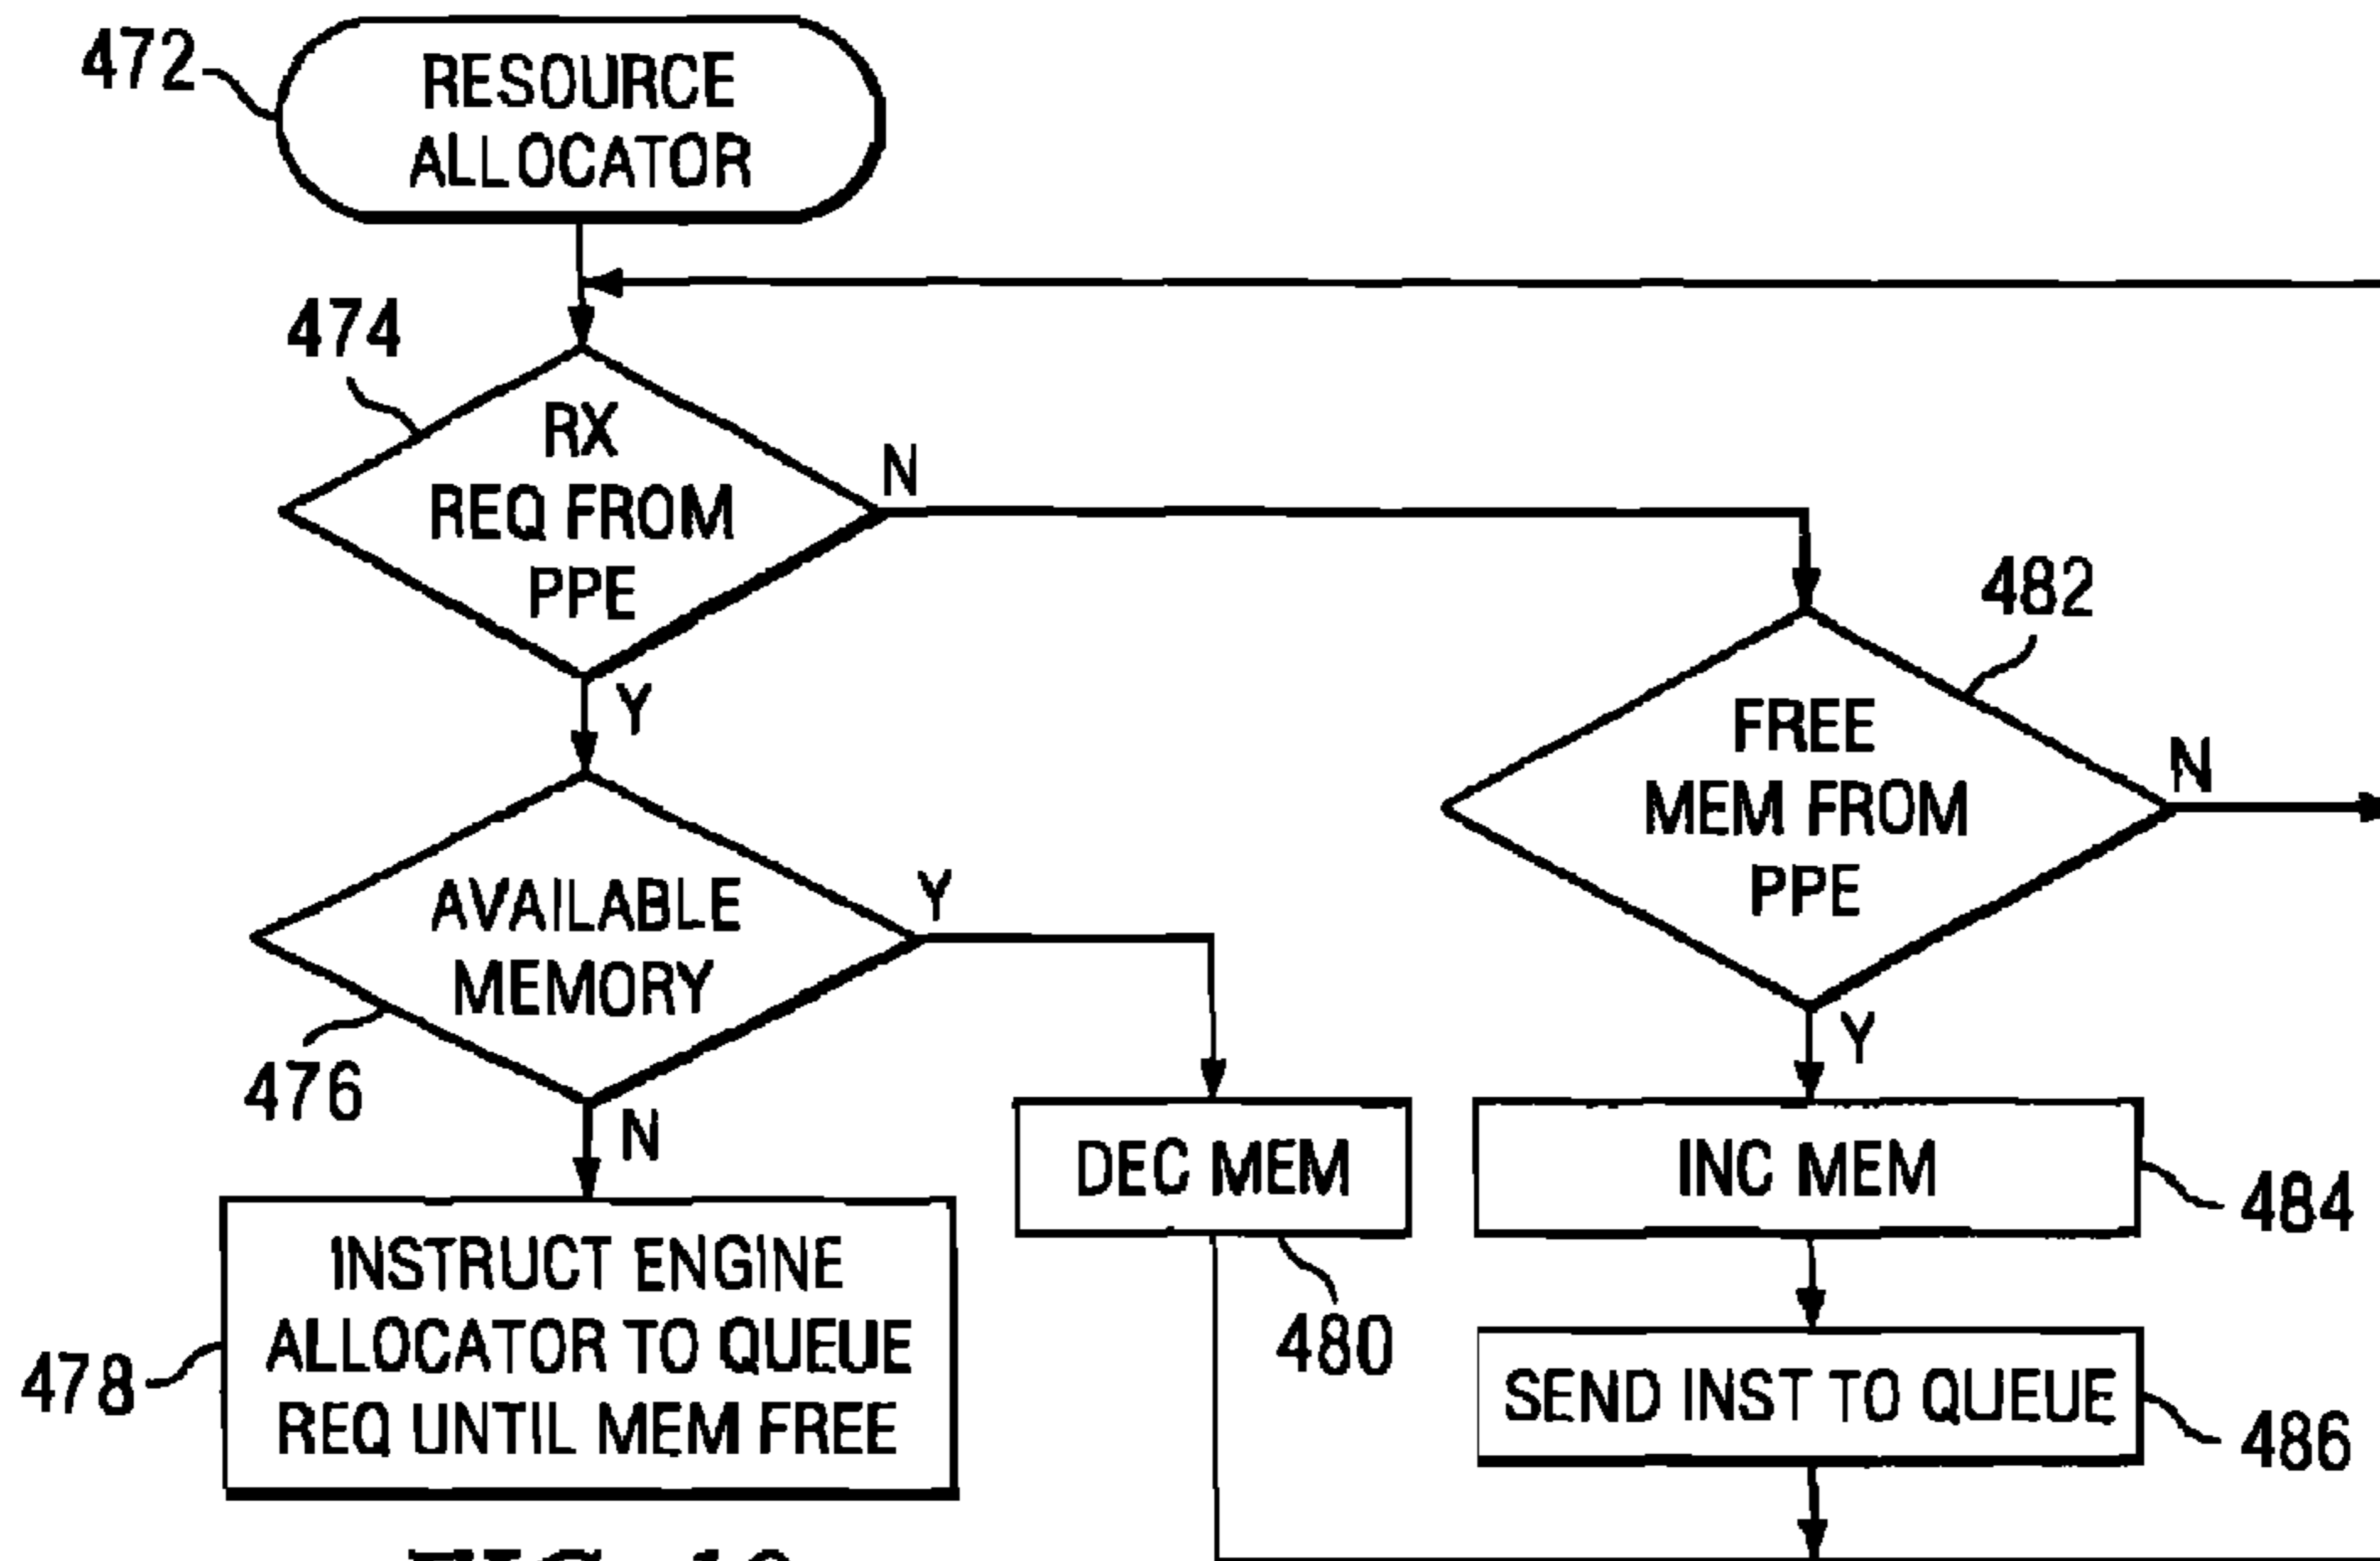 472
RESOURCE
ALLOCATOR
474
RX
REQ FROM
PPE
N
Y
482
FREE
MEM FROM
PPE
N
Y
AVAILABLE
MEMORY
Y
476
N
DEC MEM
480
INC MEM
484
INSTRUCT ENGINE
ALLOCATOR TO QUEUE
REQ UNTIL MEM FREE
478
SEND INST TO QUEUE
486